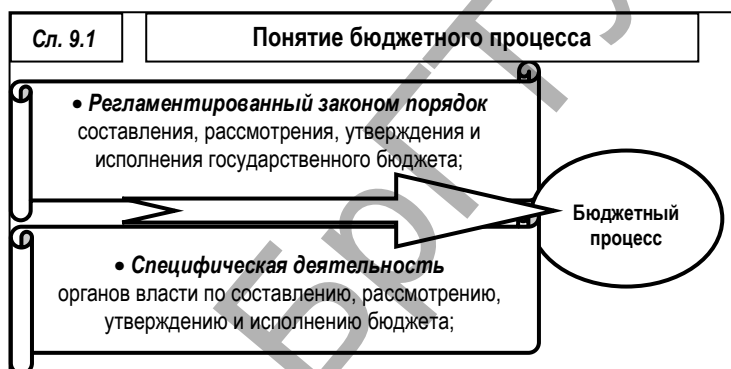 Сл. 9.1
Понятие бюджетного процесса
• Регламентированный законом порядок
составления, рассмотрения, утверждения и
исполнения государственного бюджета;
Бюджетный
процесс
• Специфическая деятельность
органов власти по составлению, рассмотрению,
утверждению и исполнению бюджета;
БрГТУ